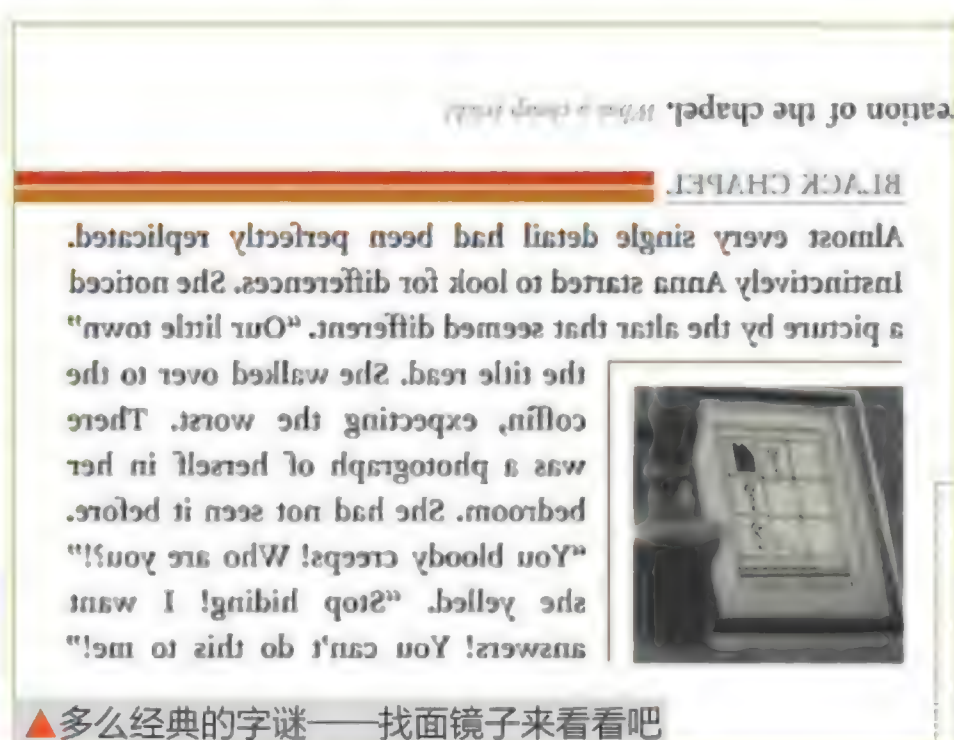 eation of the chapel.
BLACK CHAPEL.
Almost every single detail had been perfectly replicated.
Instinctively Anna started to look for differences. She noticed
a picture by the altar that seemed different. “Our little town”
the title read. She walked over to the
coffin, expecting the worst. There
was a photograph of herself in her
bedroom. She had not seen it before.
“You bloody creeps! Who are you?!”
she yelled. “Stop hiding! I want
answers! You can't do this to me!”
▲多么经典的字谜——找面镜子来看看吧